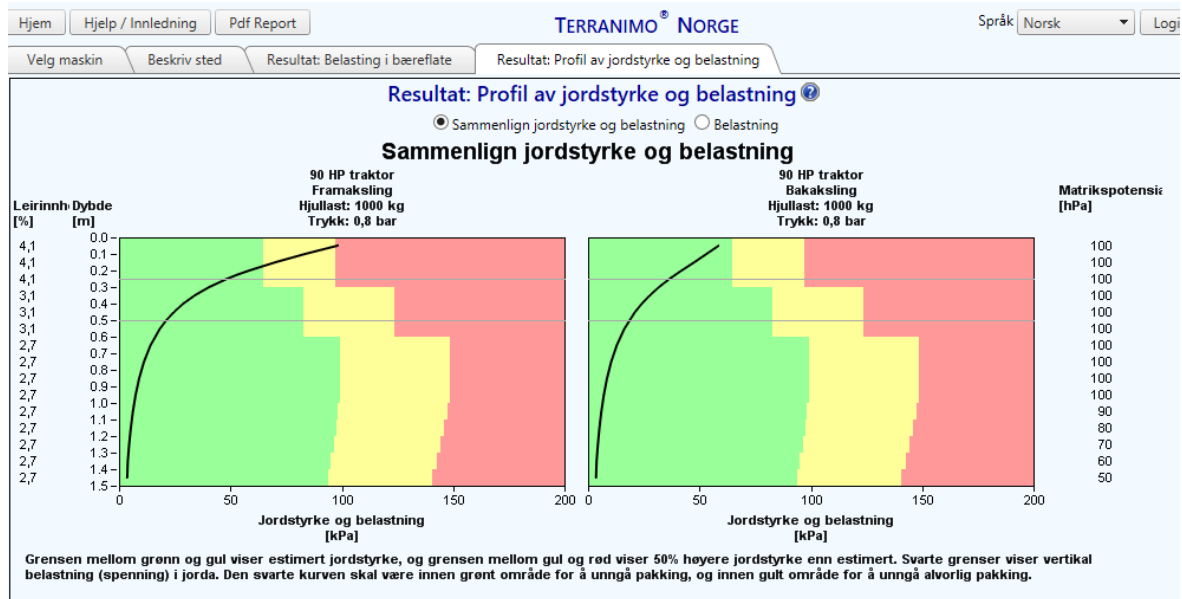 Hjem Hjelp / Innledning Pdf Report TERRANIMO® NORGE Språk Norsk Logi
Velg maskin Beskriv sted Resultat: Belasting i bæreflate Resultat: Profil av jordstyrke og belastning
Resultat: Profil av jordstyrke og belastning ?
Sammenlign jordstyrke og belastning Belastning
Sammenlign jordstyrke og belastning
90 HP traktor 90 HP traktor
Framaksling Bakaksling
Leirinnh Dybde Hjullast: 1000 kg Hjullast: 1000 kg Matrikspotensia
[%] [m] Trykk: 0,8 bar Trykk: 0,8 bar [hPa]
0.0
4,1 0.1 100
4,1 0.2 100
4,1 0.3 100
3,1 0.4 100
3,1 0.5 100
3,1 0.6 100
2,7 0.7 100
2,7 0.8 100
2,7 0.9 100
2,7 1.0 90
2,7 1.1 80
2,7 1.2 70
2,7 1.3 60
2,7 1.4 50
1.5
0 50 100 150 200 0 50 100 150 200
Jordstyrke og belastning Jordstyrke og belastning
[kPa] [kPa]
Grensen mellom grønn og gul viser estimert jordstyrke, og grensen mellom gul og rød viser 50% høyere jordstyrke enn estimert. Svarte grenser viser vertikal
belastning (spenning) i jorda. Den svarte kurven skal være innen grønt område for å unngå pakking, og innen gult område for å unngå alvorlig pakking.